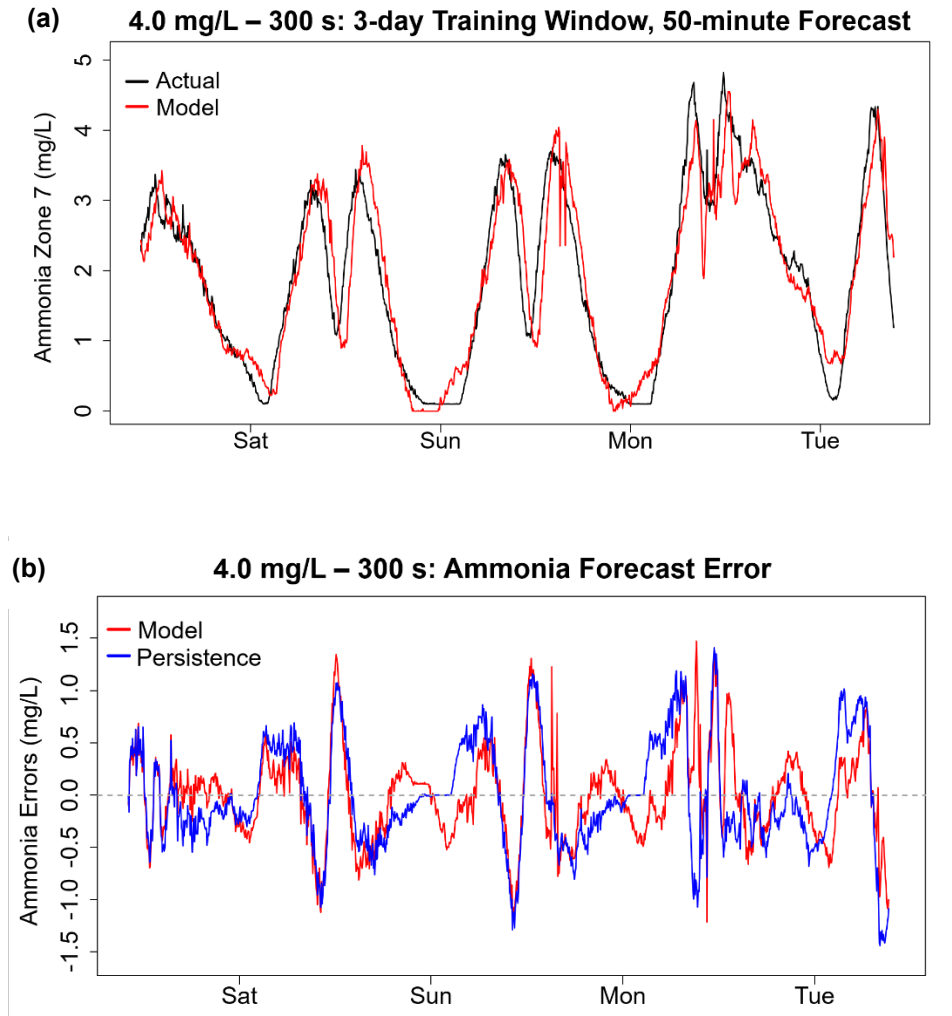 (a) 4.0 mg/L – 300 s: 3-day Training Window, 50-minute Forecast
Actual
Model
Ammonia Zone 7 (mg/L)
5
4
3
2
1
0
Sat Sun Mon Tue
(b) 4.0 mg/L – 300 s: Ammonia Forecast Error
Model
Persistence
Ammonia Errors (mg/L)
1.5
1.0
0.5
0.0
-0.5
-1.0
-1.5
Sat Sun Mon Tue